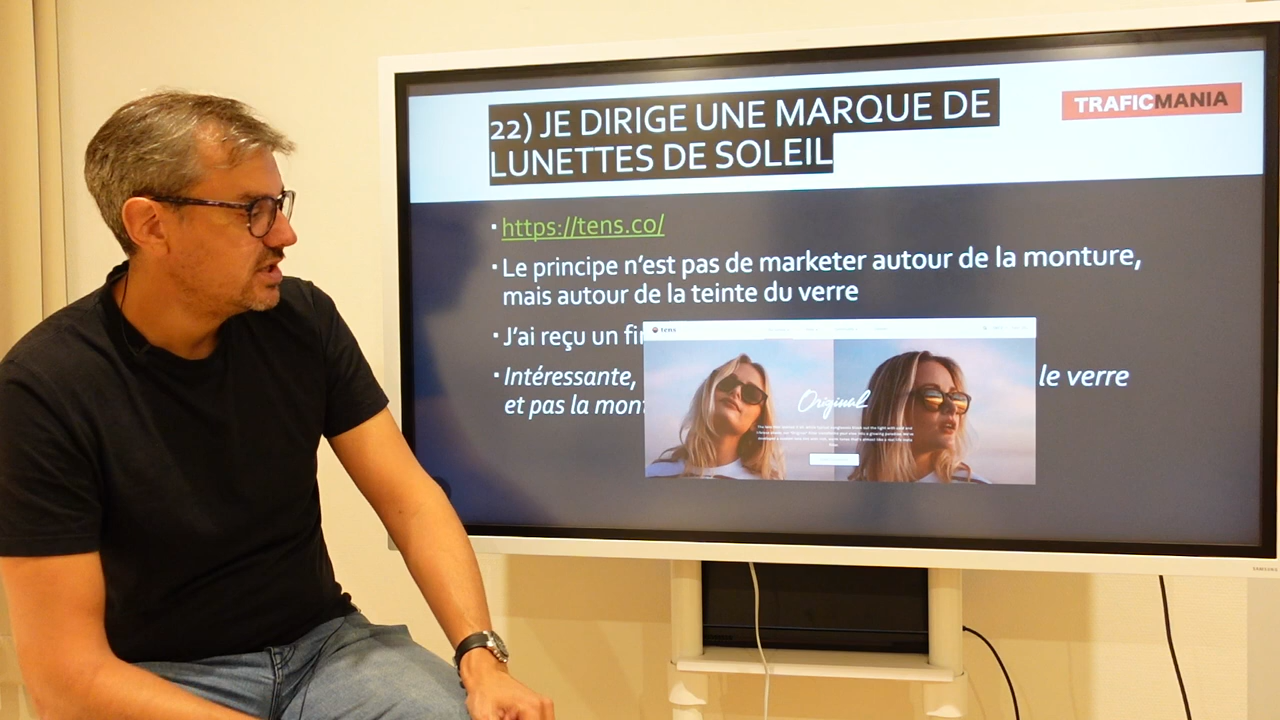 22) JE DIRIGE UNE MARQUE DE
LUNETTES DE SOLEIL
TRAFICMANIA
▪ https://tens.co/
▪ Le principe n'est pas de marketer autour de la monture,
mais autour de la teinte du verre
▪ J'ai reçu un
▪ Intéressante, le verre
et pas la
tens
Original
SAMSUNG